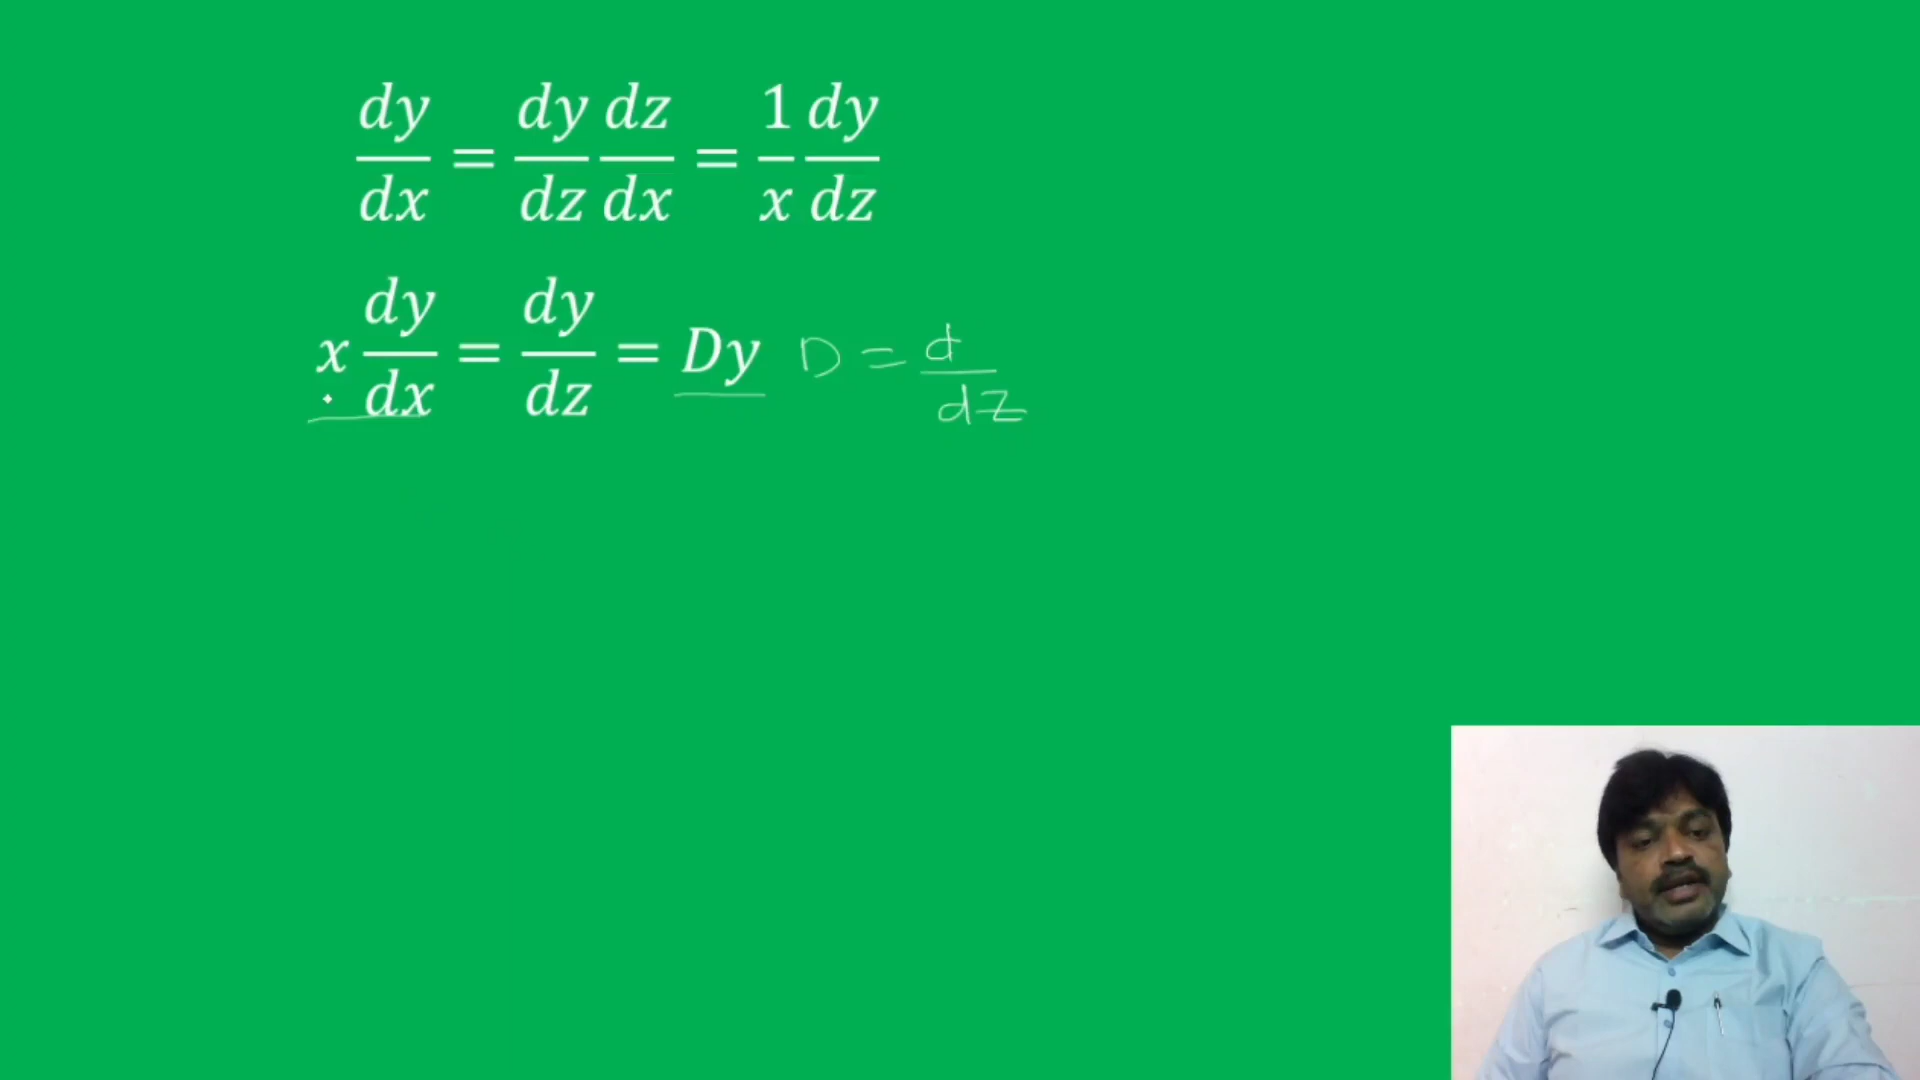 dy/dx = dy/dz dz/dx = 1/x dy/dz
x dy/dx = dy/dz = Dy D = d/dz